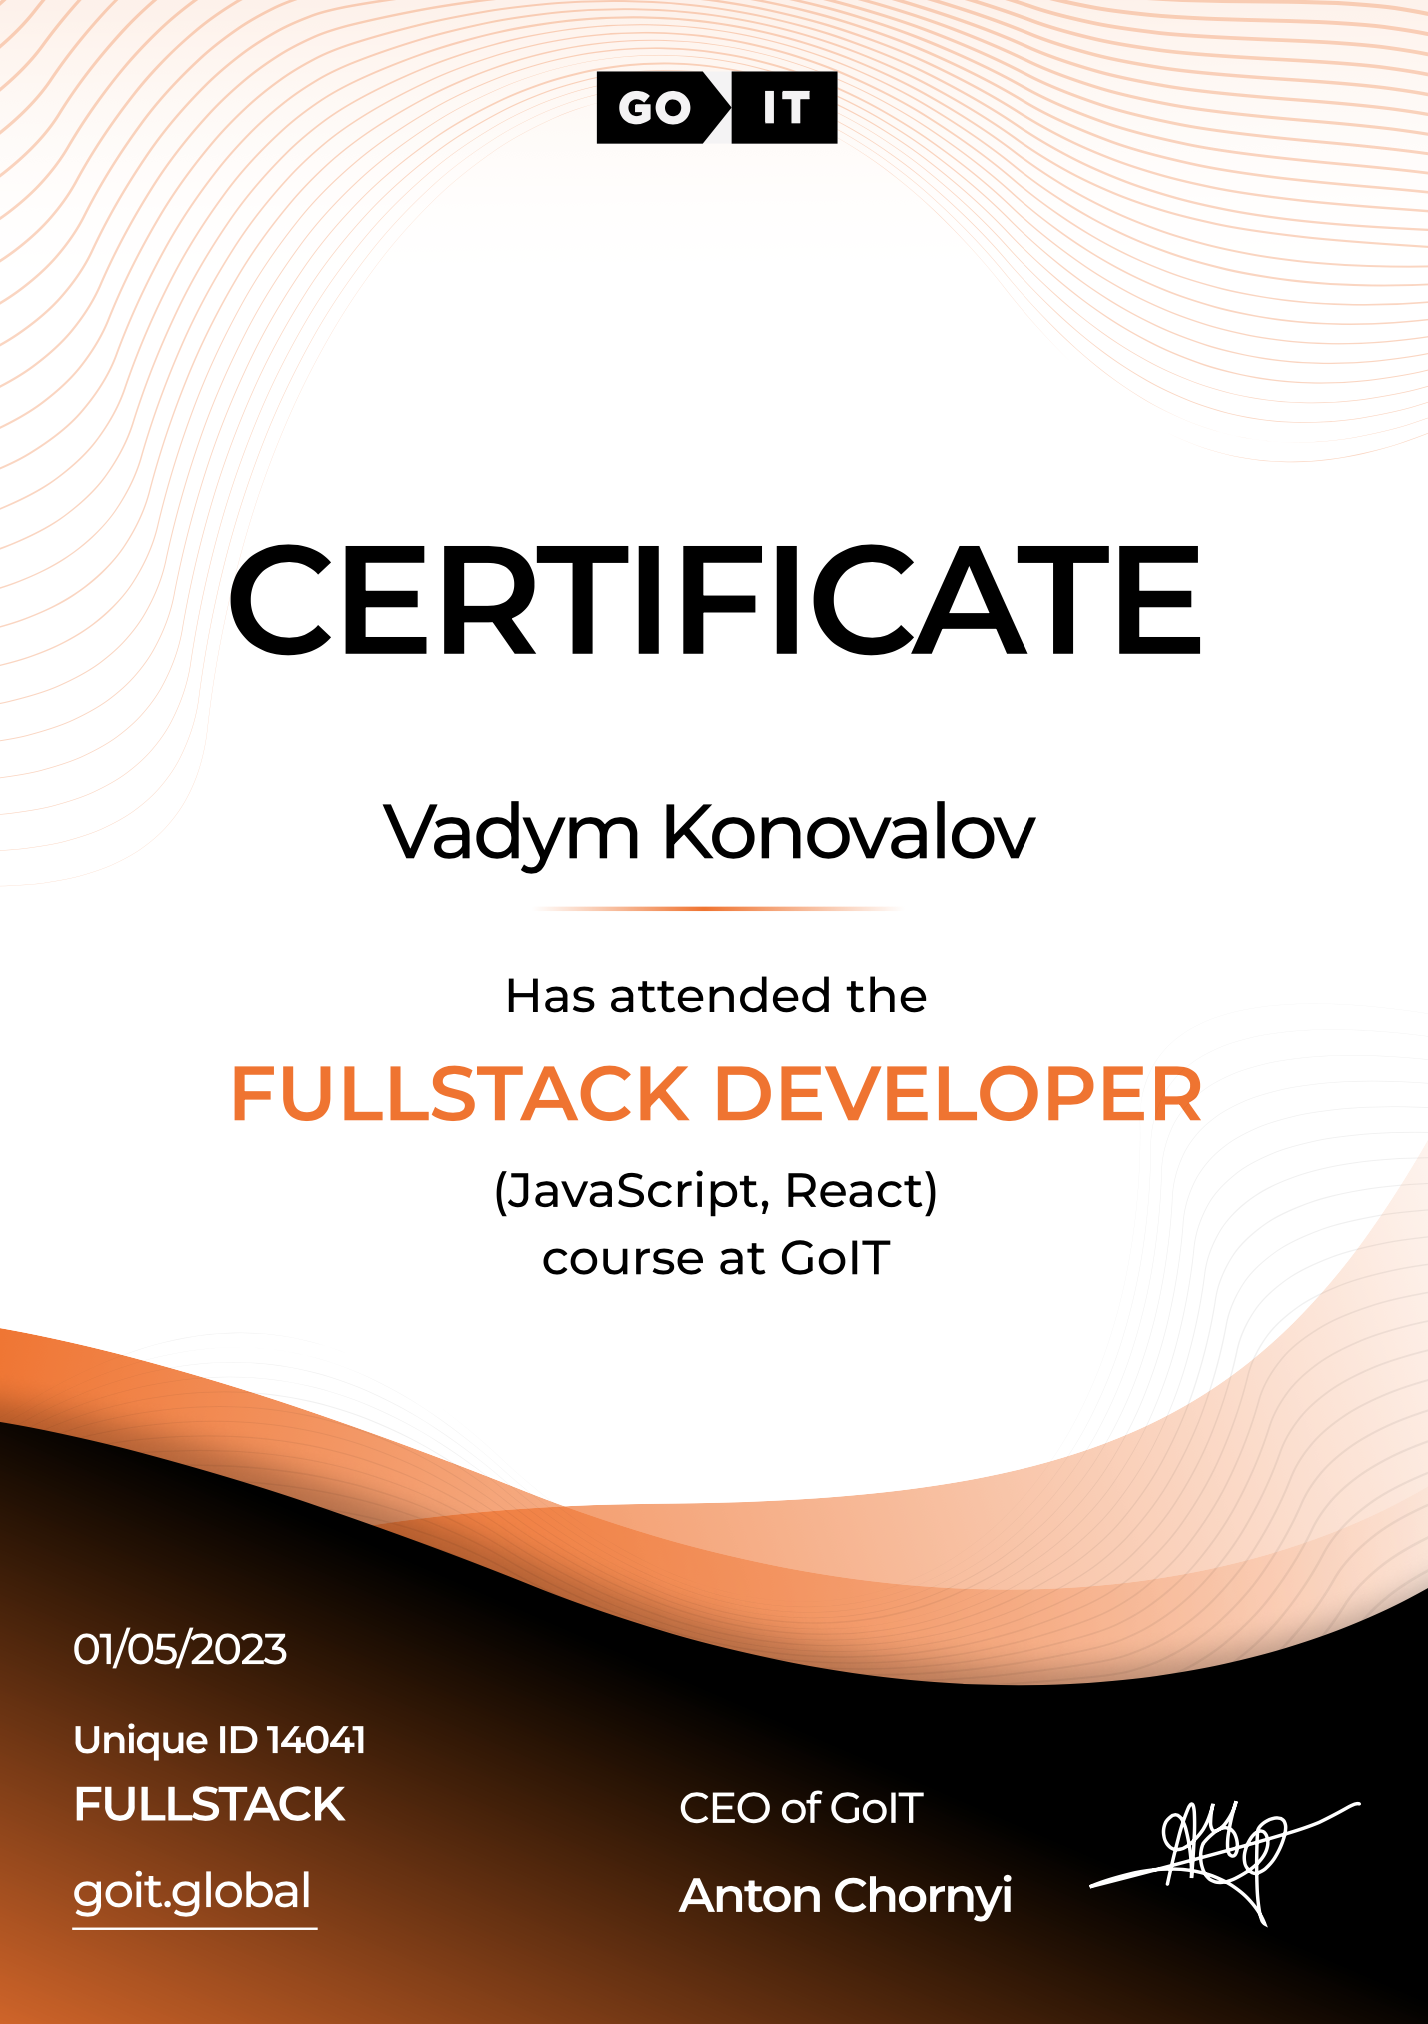 GO IT
CERTIFICATE
Vadym Konovalov
Has attended the
FULLSTACK DEVELOPER
(JavaScript, React)
course at GoIT
01/05/2023
Unique ID 14041
FULLSTACK
goit.global
CEO of GoIT
Anton Chornyi